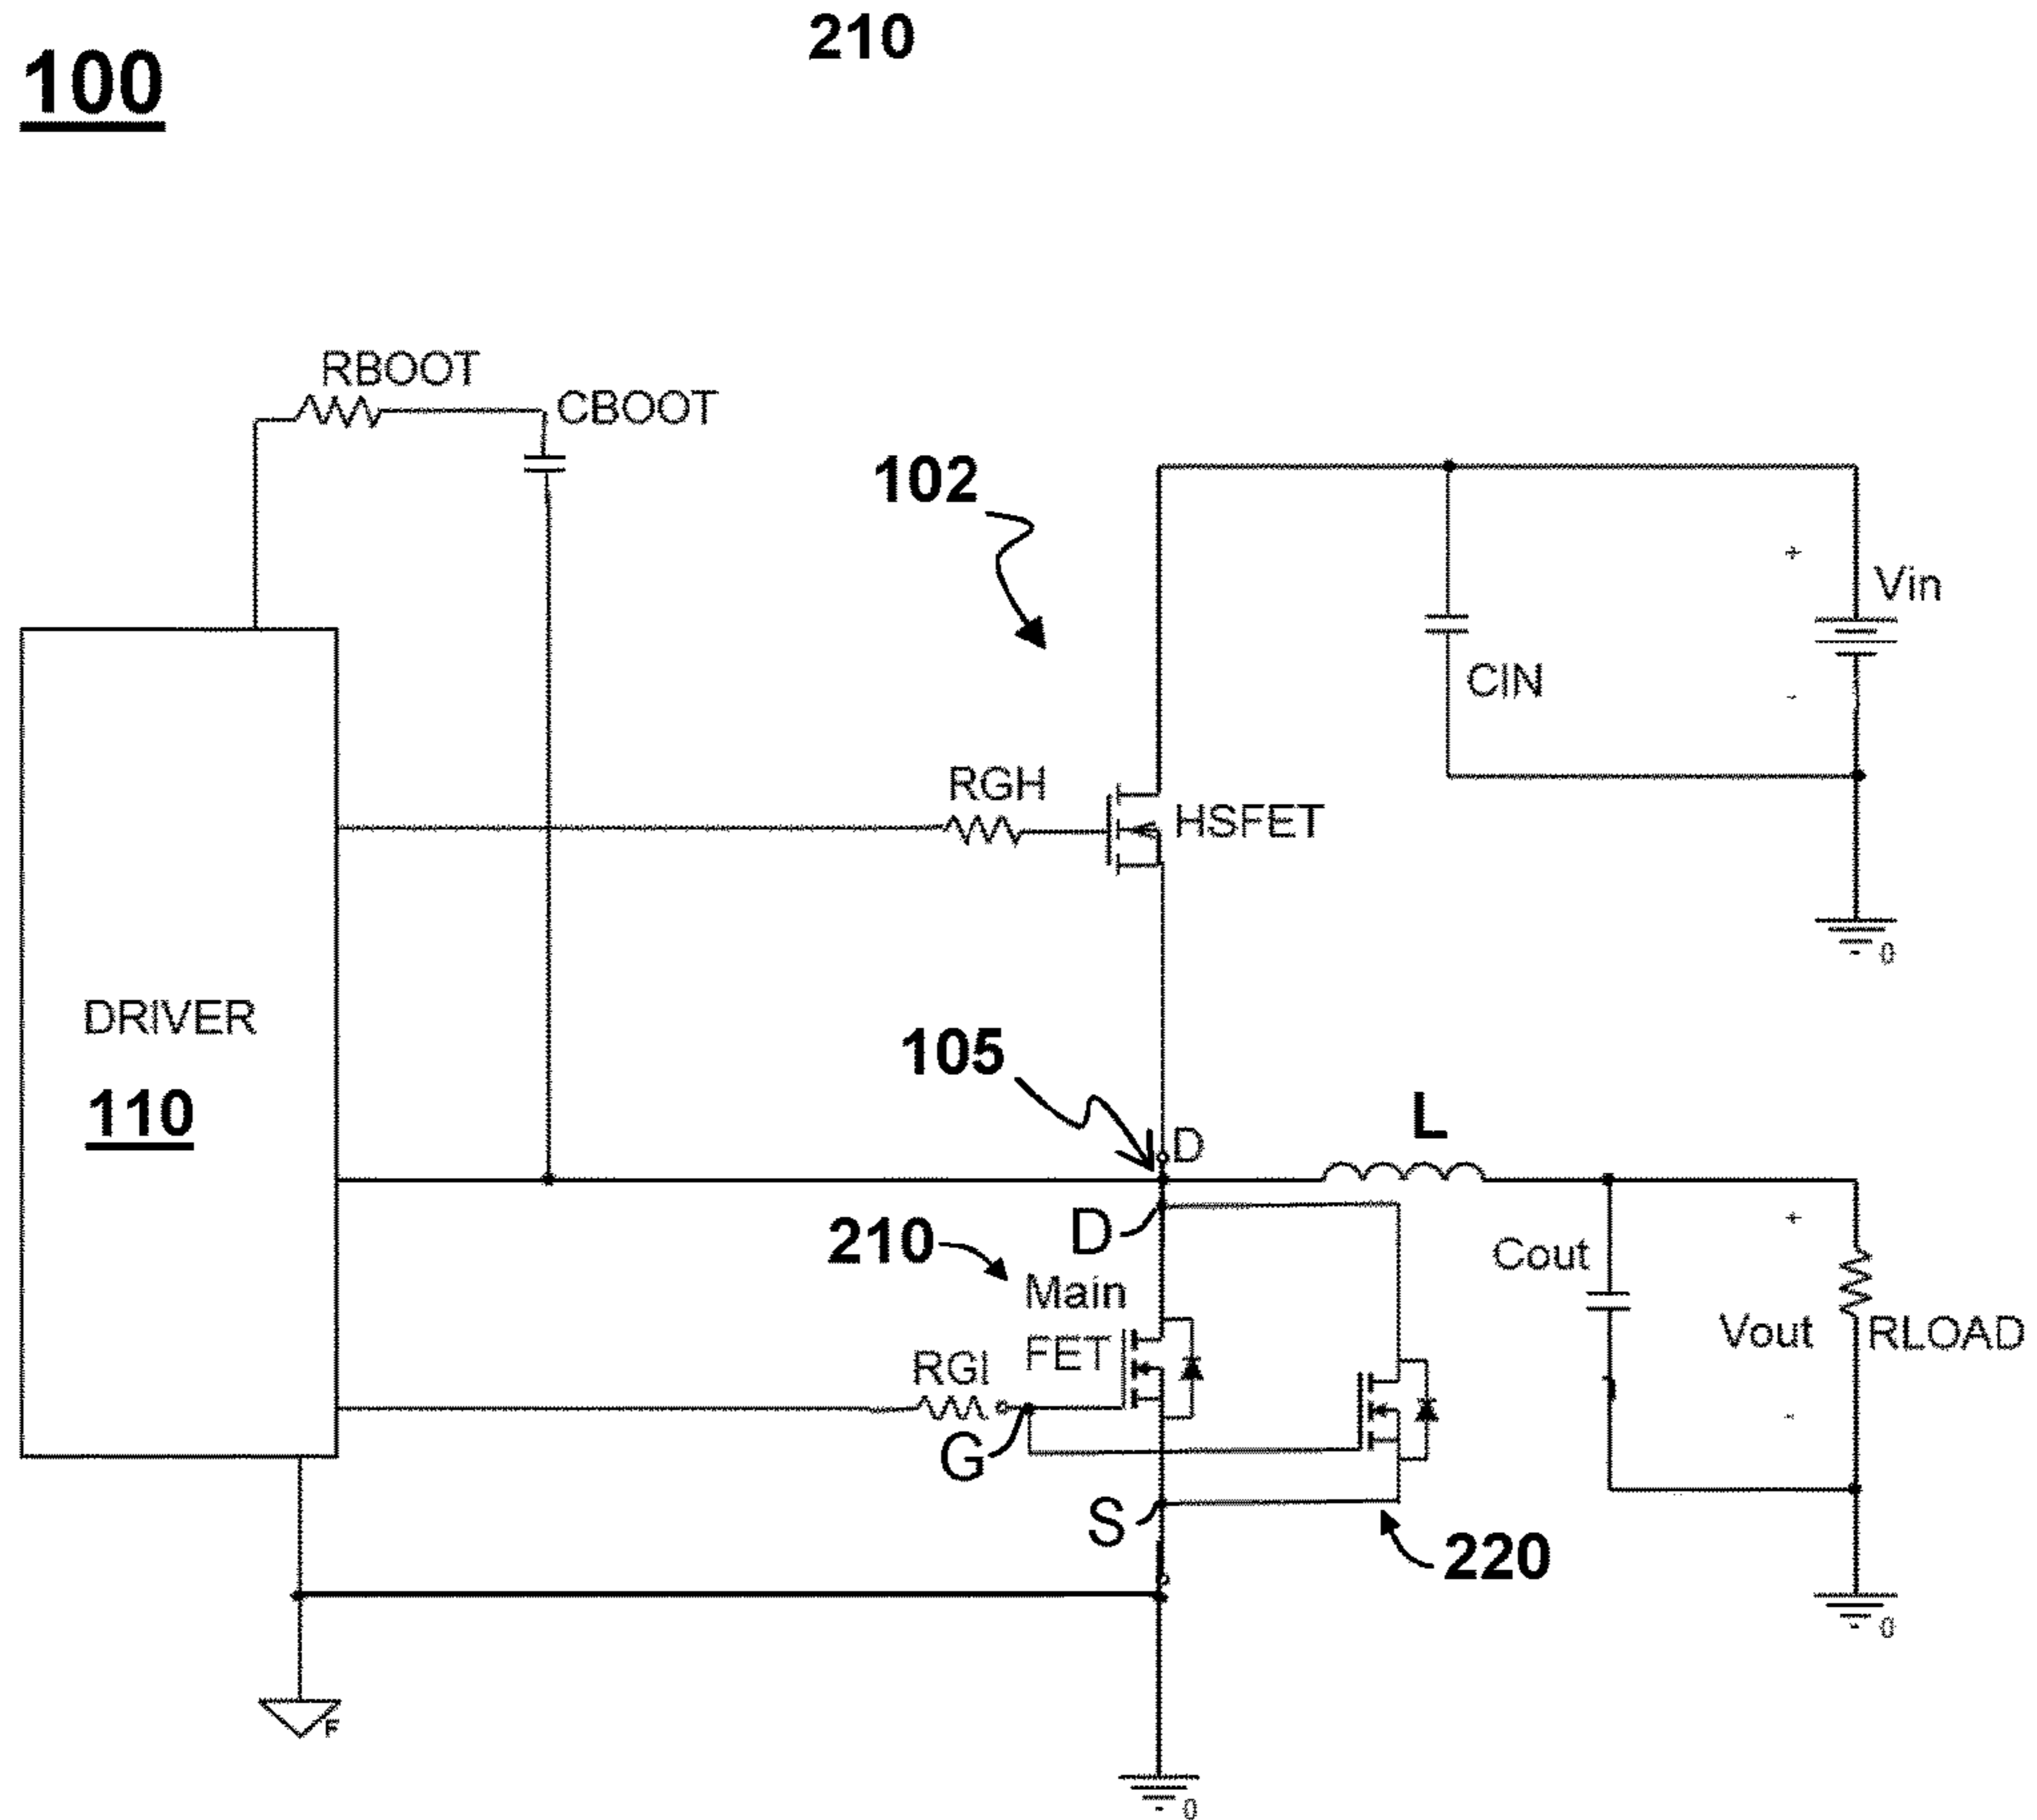 210
100
RBOOT
CBOOT
102
+
Vin
-
CIN
RGH
HSFET
0
DRIVER
110
105
D
L
D
210
Main
FET
+
Cout
Vout
RLOAD
-
RGI
G
S
220
0
F
0